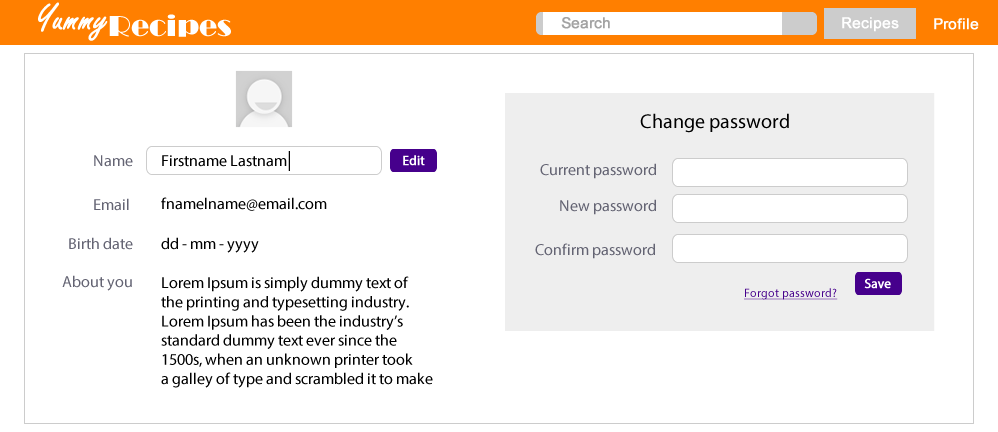 Yummy Recipes
Search
Recipes
Profile
Name
Firstname Lastnam
Edit
Email
fnamelname@email.com
Birth date
dd - mm - yyyy
About you
Lorem Ipsum is simply dummy text of
the printing and typesetting industry.
Lorem Ipsum has been the industry’s
standard dummy text ever since the
1500s, when an unknown printer took
a galley of type and scrambled it to make
Change password
Current password
New password
Confirm password
Forgot password?
Save